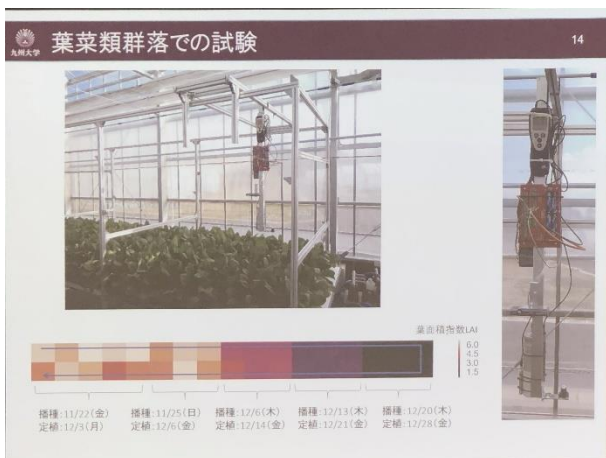 九州大学
葉菜類群落での試験
14
葉面積指数LAI
6.0
4.5
3.0
1.5
播種:11/22(金)
定植:12/3(月)
播種:11/25(日)
定植:12/6(金)
播種:12/6(木)
定植:12/14(金)
播種:12/13(木)
定植:12/21(金)
播種:12/20(木)
定植:12/28(金)